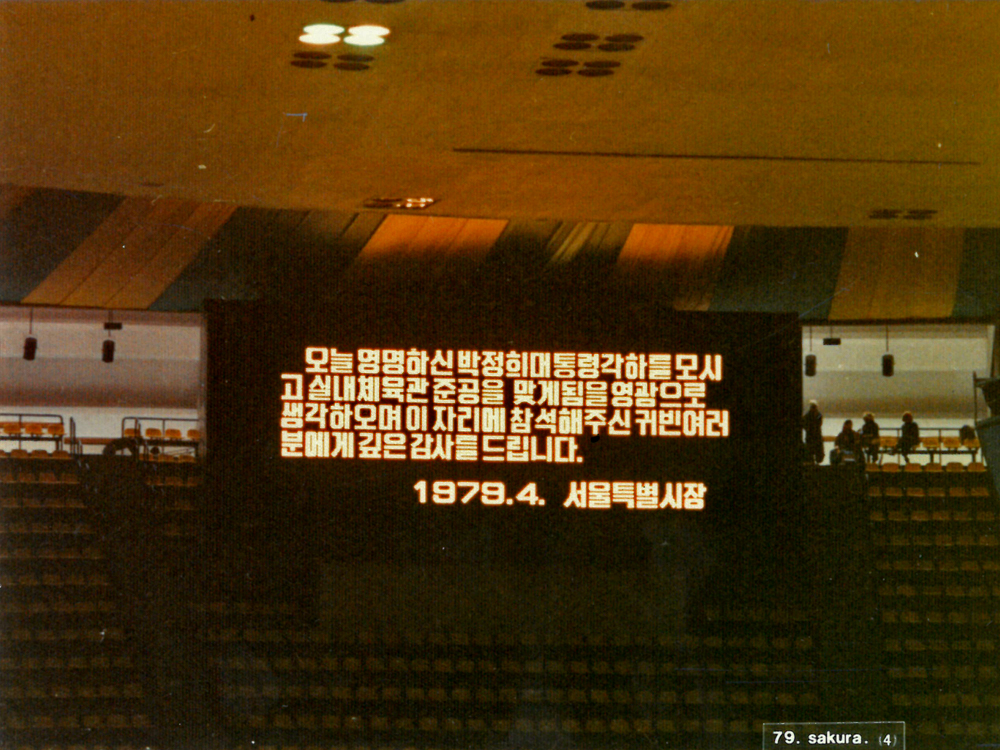 오늘 영명하신 박정희대통령각하를 모시
고 실내체육관 준공을 맞게됨을 영광으로
생각하오며 이 자리에 참석해주신 귀빈여러
분에게 깊은 감사를 드립니다.
1979.4. 서울특별시장
79. sakura. (4)